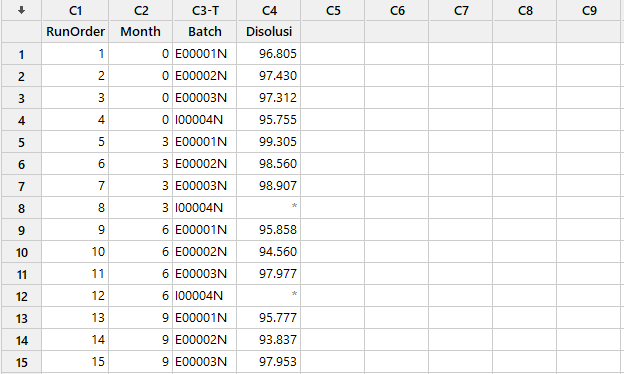 ↓ C1 C2 C3-T C4 C5 C6 C7 C8 C9
RunOrder Month Batch Disolusi
1 1 0 E00001N 96.805
2 2 0 E00002N 97.430
3 3 0 E00003N 97.312
4 4 0 I00004N 95.755
5 5 3 E00001N 99.305
6 6 3 E00002N 98.560
7 7 3 E00003N 98.907
8 8 3 I00004N *
9 9 6 E00001N 95.858
10 10 6 E00002N 94.560
11 11 6 E00003N 97.977
12 12 6 I00004N *
13 13 9 E00001N 95.777
14 14 9 E00002N 93.837
15 15 9 E00003N 97.953